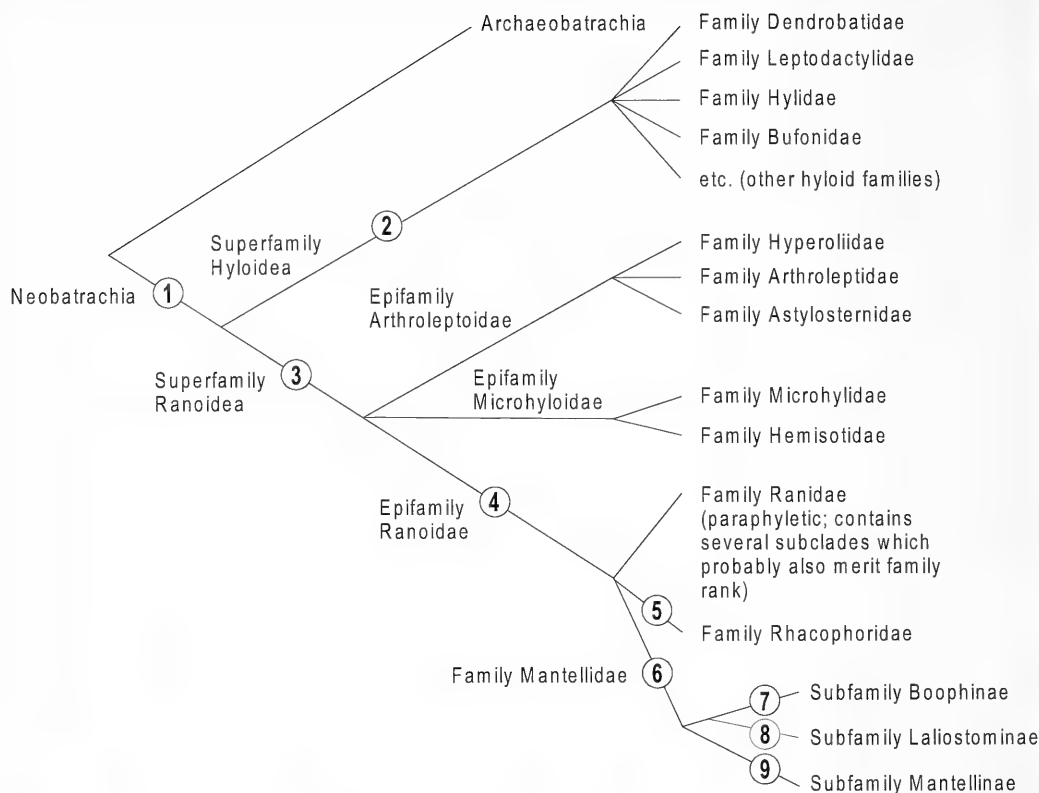 Archaeobatrachia
Family Dendrobatidae
Family Leptodactylidae
Family Hylidae
Family Bufonidae
etc. (other hyloid families)
2
Superfamily
Hyloidea
Family Hyperoliidae
Family Arthroleptidae
Family Astylosternidae
Epifamily
Arthroleptoidae
Neobatrachia
1
Superfamily
Ranoidea
3
Epifamily
Microhyloidae
Family Microhylidae
Family Hemisotidae
Epifamily
Ranoidae
4
Family Ranidae
(paraphyletic; contains
several subclades which
probably also merit family
rank)
5
Family Rhacophoridae
Family Mantellidae
6
7
Subfamily Boophinae
8
Subfamily Laliostominae
9
Subfamily Mantellinae